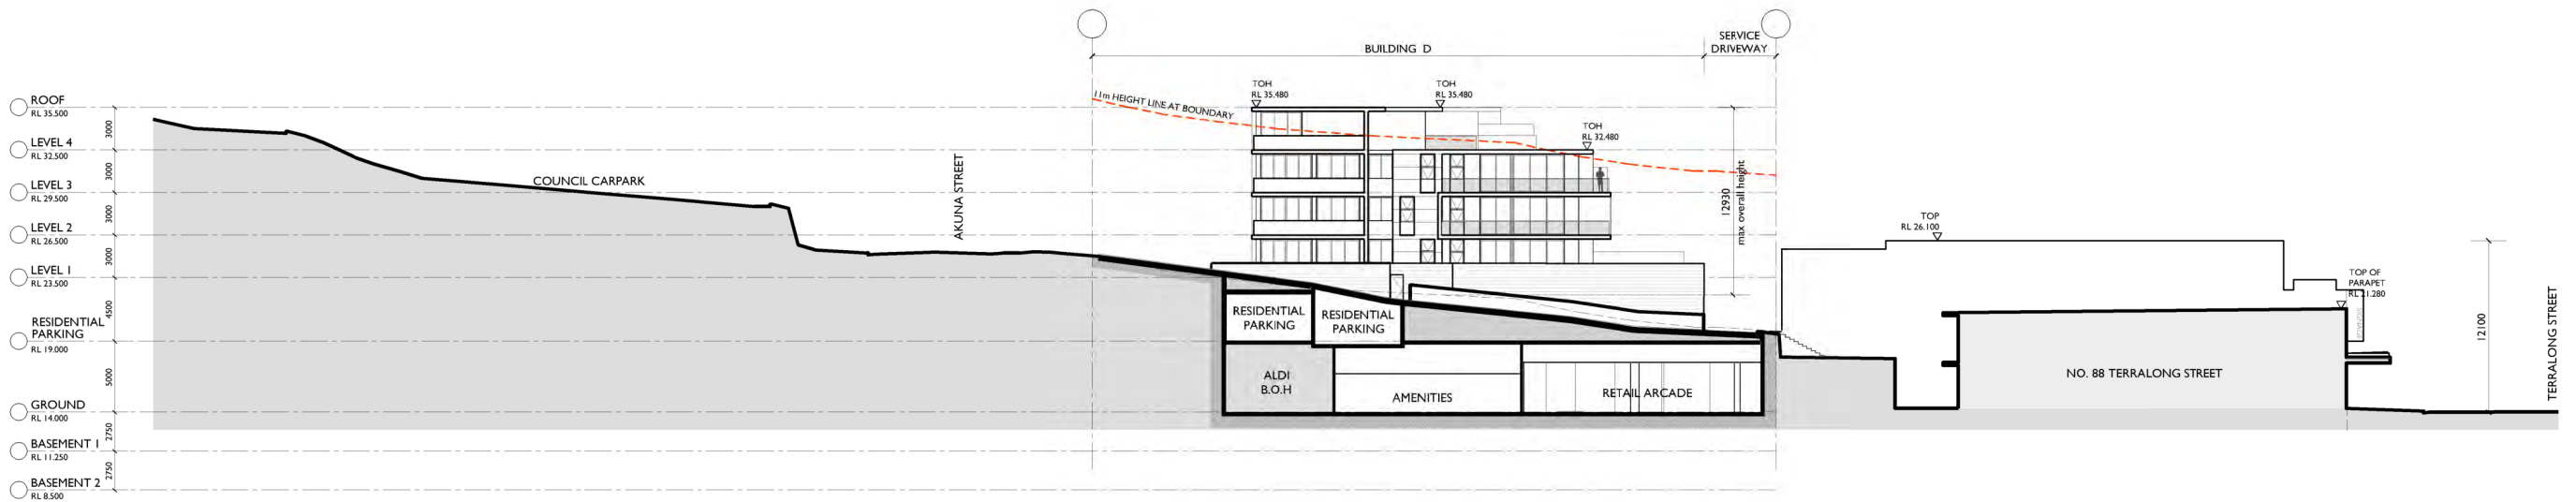 ROOF
RL 35.500
3000
LEVEL 4
RL 32.500
3000
LEVEL 3
RL 29.500
3000
LEVEL 2
RL 26.500
3000
LEVEL 1
RL 23.500
4500
RESIDENTIAL
PARKING
RL 19.000
5000
GROUND
RL 14.000
2750
BASEMENT 1
RL 11.250
2750
BASEMENT 2
RL 8.500
COUNCIL CARPARK
AKUNA STREET
BUILDING D
SERVICE
DRIVEWAY
11m HEIGHT LINE AT BOUNDARY
TOH
RL 35.480
TOH
RL 35.480
TOH
RL 32.480
12930
max overall height
RESIDENTIAL
PARKING
RESIDENTIAL
PARKING
ALDI
B.O.H
AMENITIES
RETAIL ARCADE
TOP
RL 26.100
TOP OF
PARAPET
RL 21.280
NO. 88 TERRALONG STREET
12100
TERRALONG STREET